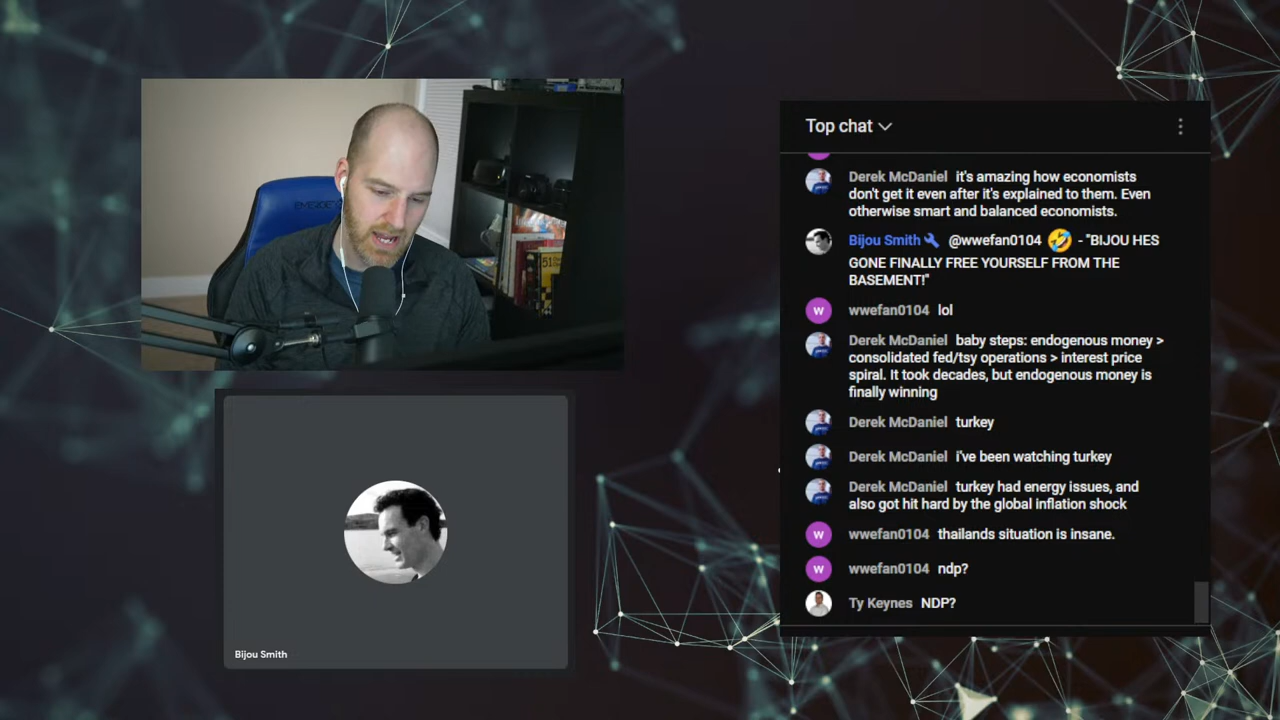 Top chat
Derek McDaniel it's amazing how economists
don't get it even after it's explained to them. Even
otherwise smart and balanced economists.
Bijou Smith @wwefan0104 🤣 - "BIJOU HES
GONE FINALLY FREE YOURSELF FROM THE
BASEMENT!"
W wwefan0104 lol
Derek McDaniel baby steps: endogenous money >
consolidated fed/tsy operations > interest price
spiral. It took decades, but endogenous money is
finally winning
Derek McDaniel turkey
Derek McDaniel i've been watching turkey
Derek McDaniel turkey had energy issues, and
also got hit hard by the global inflation shock
W wwefan0104 thailands situation is insane.
W wwefan0104 ndp?
Ty Keynes NDP?
51
Bijou Smith